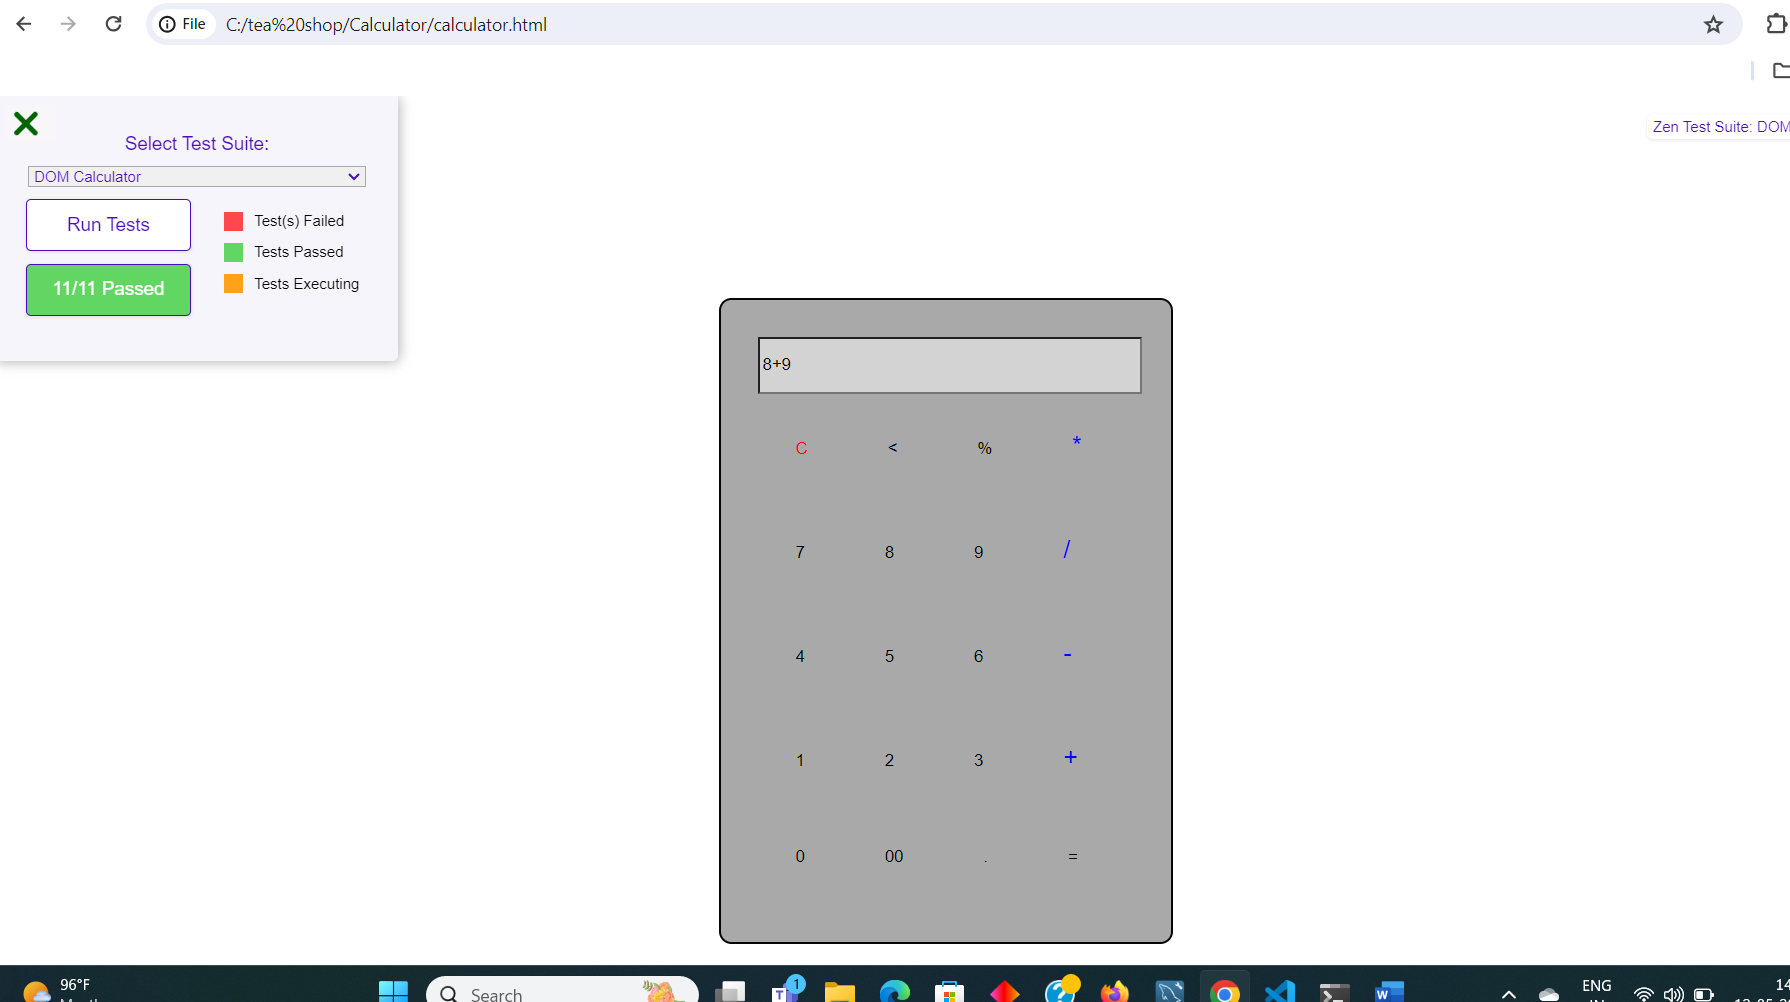 File C:/tea%20shop/Calculator/calculator.html
Zen Test Suite: DOM
Select Test Suite:
DOM Calculator
Run Tests
11/11 Passed
Test(s) Failed
Tests Passed
Tests Executing
8+9
C < % *
7 8 9 /
4 5 6 -
1 2 3 +
0 00 . =
96°F
Search
1
ENG